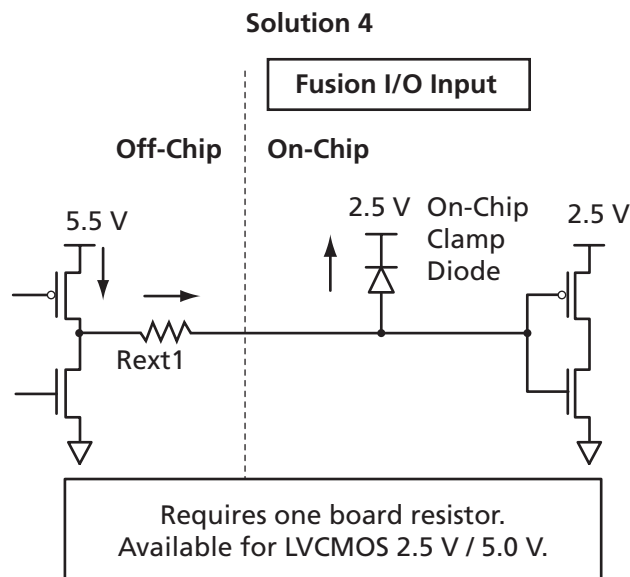 Solution 4
Fusion I/O Input
Off-Chip
On-Chip
5.5 V
2.5 V
On-Chip
Clamp
Diode
2.5 V
Rext1
Requires one board resistor.
Available for LVCMOS 2.5 V / 5.0 V.